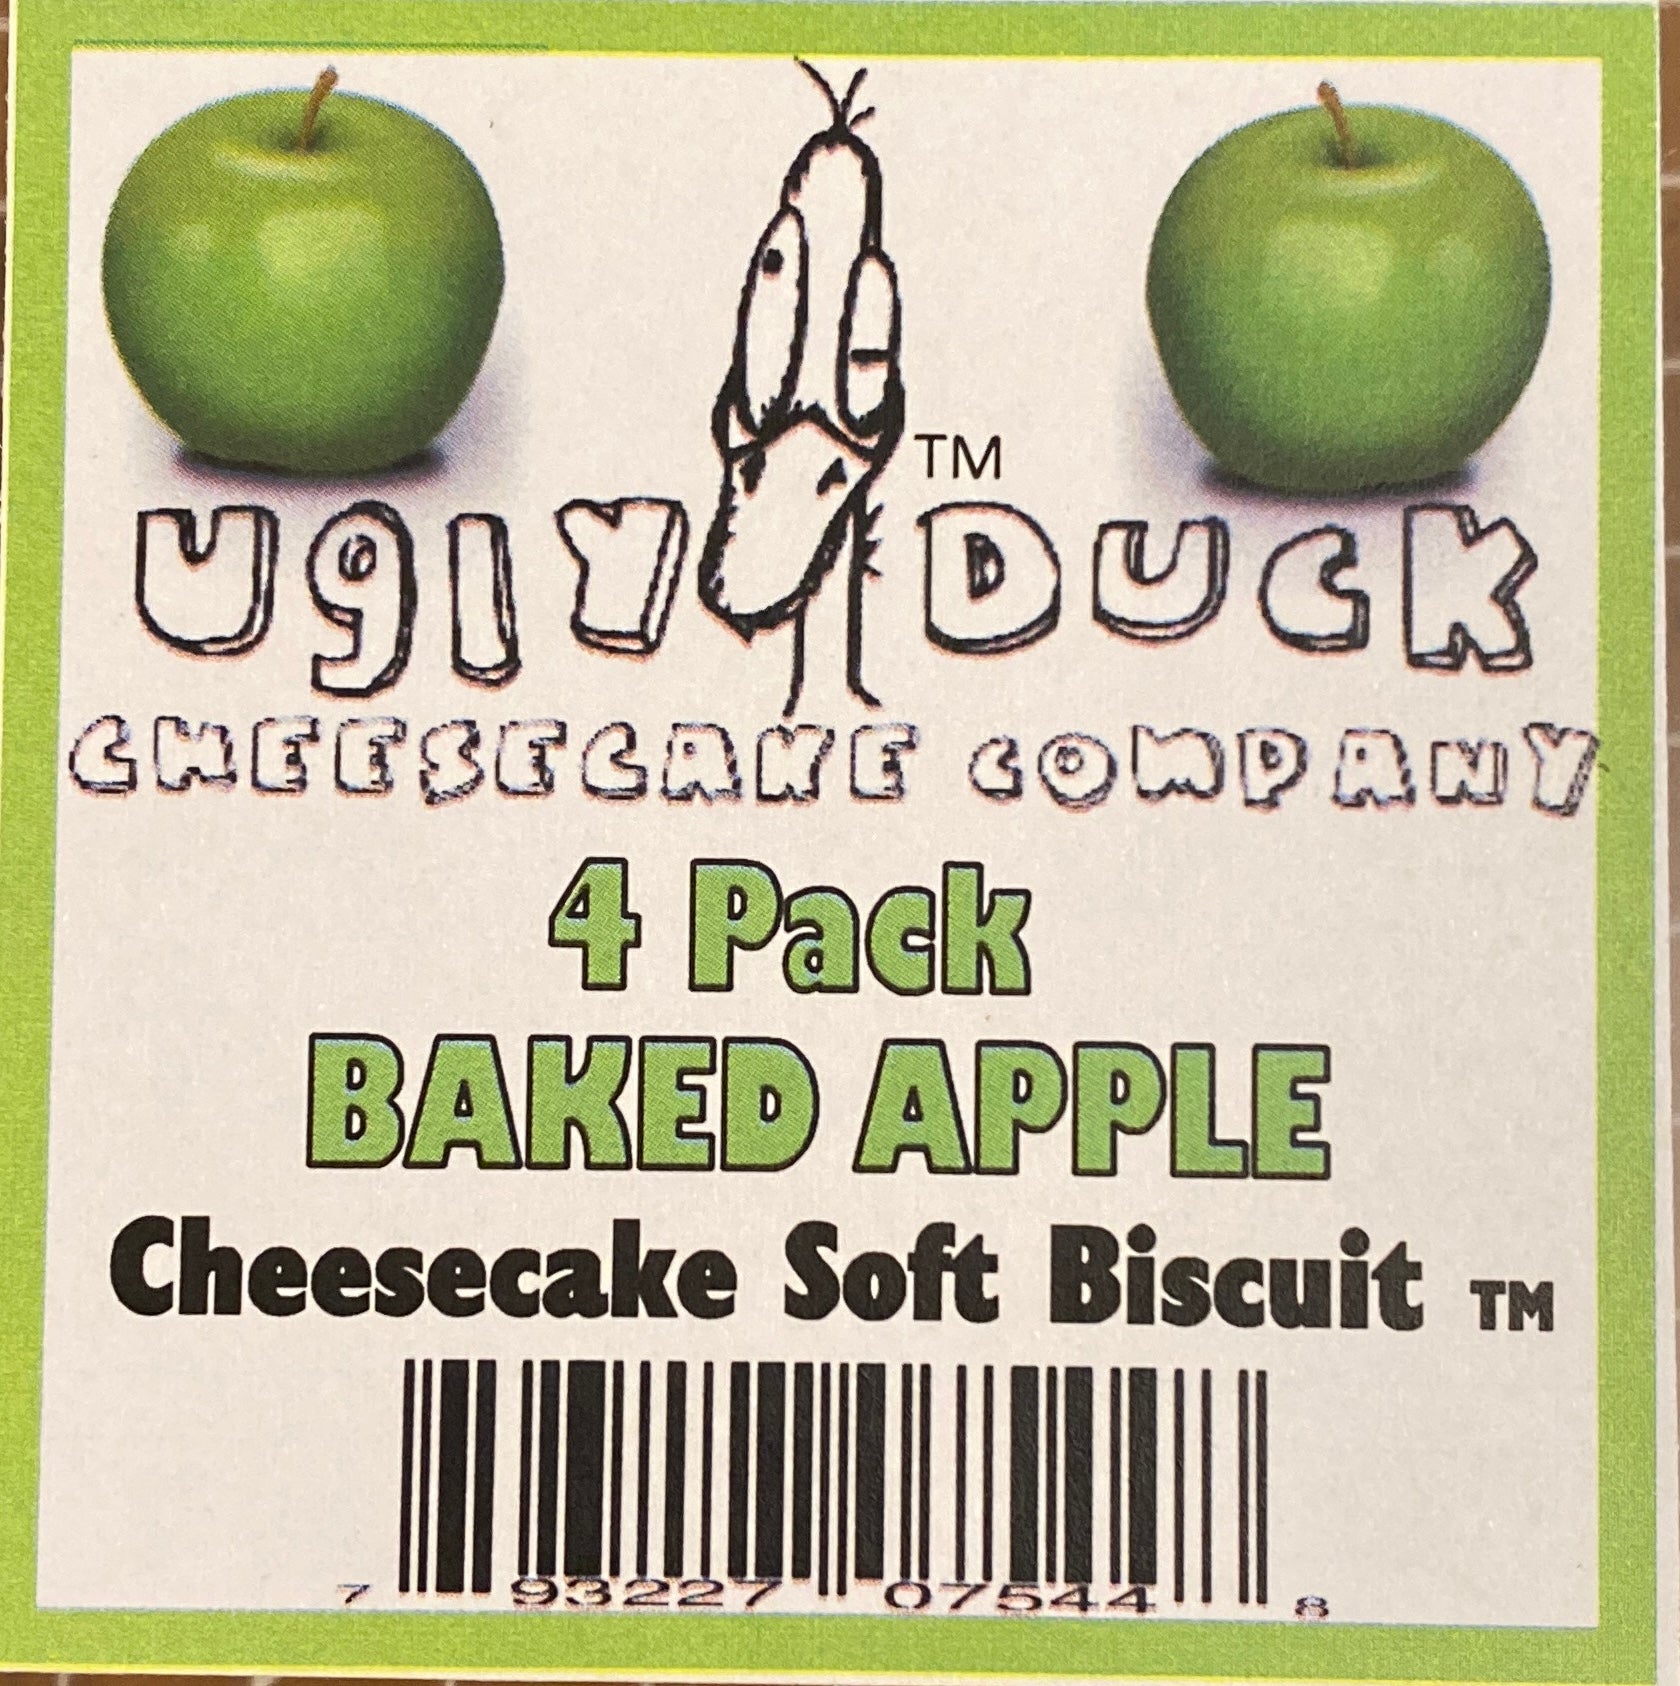 TM
UglY DUCK
CHEESECAKE COMPANY
4 Pack
BAKED APPLE
Cheesecake Soft Biscuit TM
7 93227 07544 8